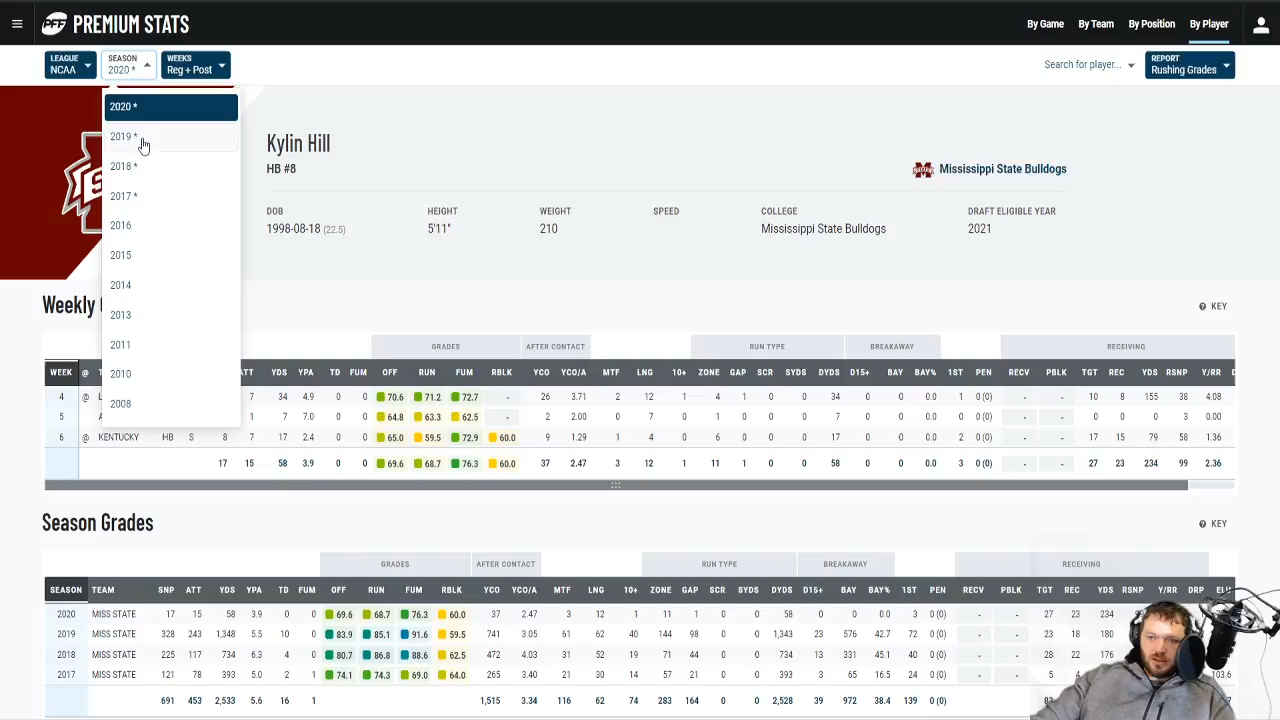 PFF PREMIUM STATS By Game By Team By Position By Player
LEAGUE NCAA SEASON 2020 * WEEKS Reg + Post Search for player... REPORT Rushing Grades
2020 *
2019 *
2018 *
2017 *
2016
2015
2014
2013
2011
2010
2008
Kylin Hill
HB #8
Mississippi State Bulldogs
DOB HEIGHT WEIGHT SPEED COLLEGE DRAFT ELIGIBLE YEAR
1998-08-18 (22.5) 5'11" 210 Mississippi State Bulldogs 2021
Weekly KEY
GRADES AFTER CONTACT RUN TYPE BREAKAWAY RECEIVING
WEEK @ ATT YDS YPA TD FUM OFF RUN FUM RBLK YCO YCO/A MTF LNG 10+ ZONE GAP SCR SYDS DYDS D15+ BAY BAY% 1ST PEN RECV PBLK TGT REC YDS RSNP Y/RR
4 @ 7 34 4.9 0 0 70.6 71.2 72.7 - 26 3.71 2 12 1 4 1 0 0 34 0 0 0.0 1 0 (0) - - 10 8 155 38 4.08
5 1 7 7.0 0 0 64.8 63.3 62.5 - 2 2.00 0 7 0 1 0 0 0 7 0 0 0.0 0 0 (0) - - 0 0 0 3 0.00
6 @ KENTUCKY HB S 8 7 17 2.4 0 0 65.0 59.5 72.9 60.0 9 1.29 1 4 0 6 0 0 0 17 0 0 0.0 2 0 (0) - - 17 15 79 58 1.36
17 15 58 3.9 0 0 69.6 68.7 76.3 60.0 37 2.47 3 12 1 11 1 0 0 58 0 0 0.0 3 0 (0) - - 27 23 234 99 2.36
Season Grades KEY
GRADES AFTER CONTACT RUN TYPE BREAKAWAY RECEIVING
SEASON TEAM SNP ATT YDS YPA TD FUM OFF RUN FUM RBLK YCO YCO/A MTF LNG 10+ ZONE GAP SCR SYDS DYDS D15+ BAY BAY% 1ST PEN RECV PBLK TGT REC YDS RSNP Y/RR DRP
2020 MISS STATE 17 15 58 3.9 0 0 69.6 68.7 76.3 60.0 37 2.47 3 12 1 11 1 0 0 58 0 0 0.0 3 0 (0) - - 27 23 234
2019 MISS STATE 328 243 1,348 5.5 10 0 83.9 85.1 91.6 59.5 741 3.05 61 62 40 144 98 0 0 1,343 23 576 42.7 72 0 (0) - - 23 18 180
2018 MISS STATE 225 117 734 6.3 4 0 80.7 86.8 88.6 62.5 472 4.03 31 52 19 71 44 0 0 734 13 331 45.1 40 0 (0) - - 28 22 176
2017 MISS STATE 121 78 393 5.0 2 1 74.1 74.3 69.0 64.0 265 3.40 21 30 14 57 21 0 0 393 3 65 16.5 24 0 (0) - - 5 4 103.6
691 453 2,533 5.6 16 1 1,515 3.34 116 62 74 283 164 0 0 2,528 39 972 38.4 139 0 (0) - -